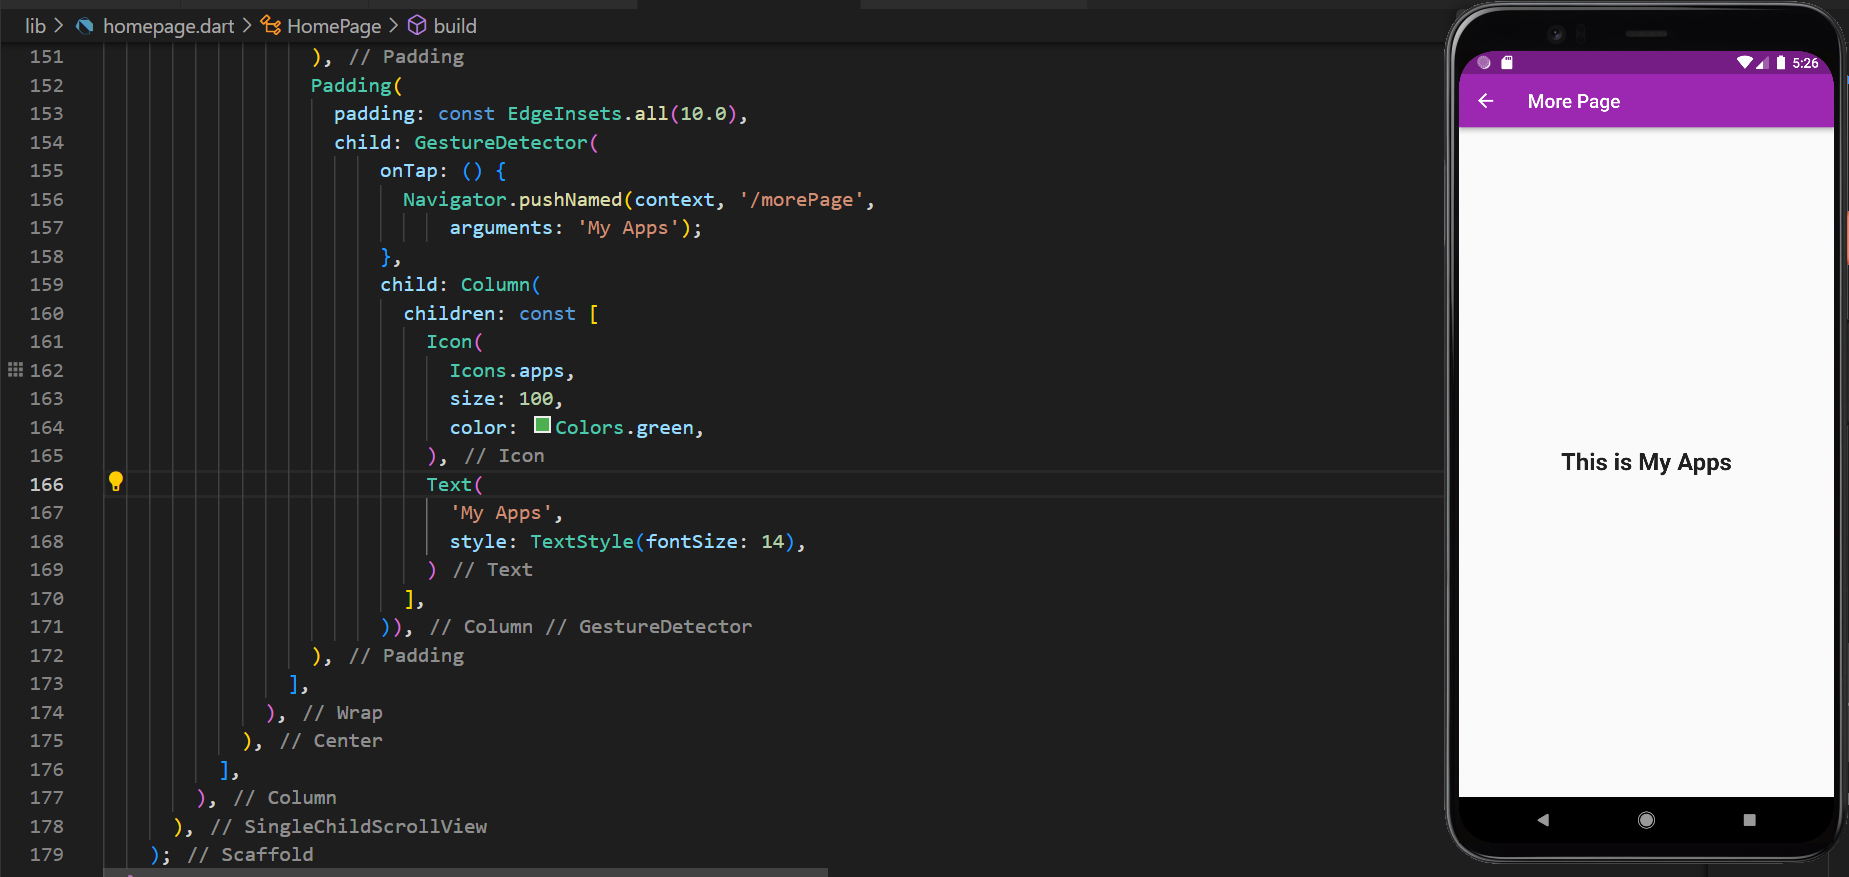 lib > homepage.dart > HomePage > build
151 ), // Padding
152 Padding(
153 padding: const EdgeInsets.all(10.0),
154 child: GestureDetector(
155 onTap: () {
156 Navigator.pushNamed(context, '/morePage',
157 arguments: 'My Apps');
158 },
159 child: Column(
160 children: const [
161 Icon(
162 Icons.apps,
163 size: 100,
164 color: Colors.green,
165 ), // Icon
166 Text(
167 'My Apps',
168 style: TextStyle(fontSize: 14),
169 ) // Text
170 ],
171 )), // Column // GestureDetector
172 ), // Padding
173 ],
174 ), // Wrap
175 ), // Center
176 ],
177 ), // Column
178 ), // SingleChildScrollView
179 ); // Scaffold
5:26
More Page
This is My Apps